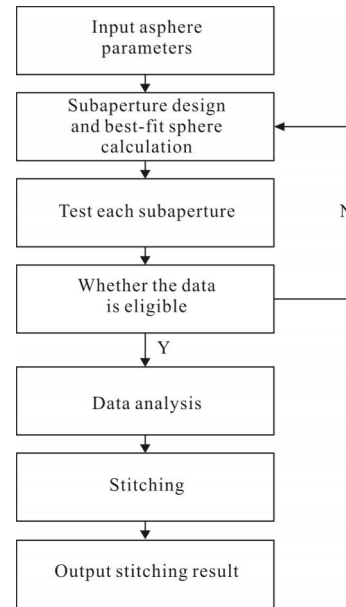 Input asphere
parameters
Subaperture design
and best-fit sphere
calculation
Test each subaperture
N
Whether the data
is eligible
Y
Data analysis
Stitching
Output stitching result